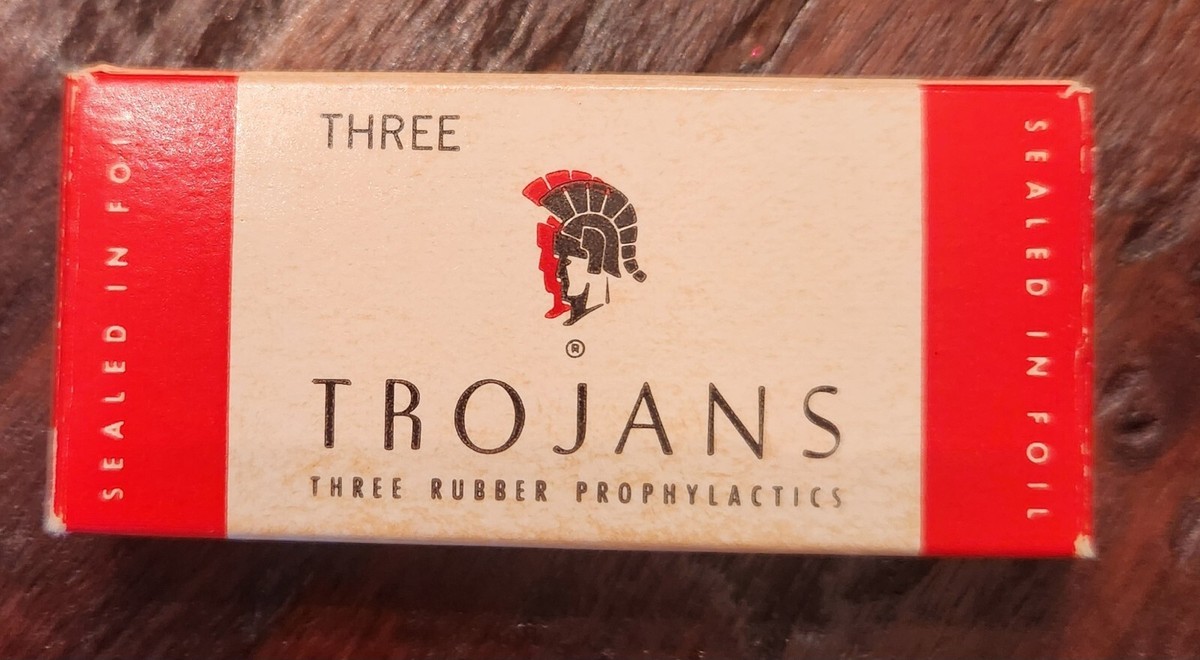 SEALED IN FOIL
THREE
®
TROJANS
THREE RUBBER PROPHYLACTICS
SEALED IN FOIL